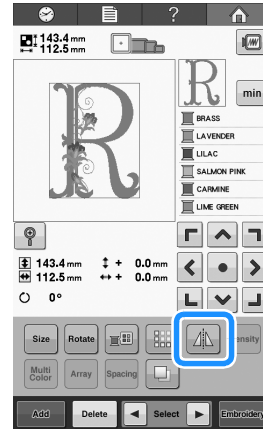 ?
143.4 mm
112.5 mm
R
R
min
BRASS
LAVENDER
LILAC
SALMON PINK
CARMINE
LIME GREEN
143.4 mm + 0.0 mm
112.5 mm + 0.0 mm
0°
Size Rotate
Multi Color Array Spacing
Add Delete Select Embroidery